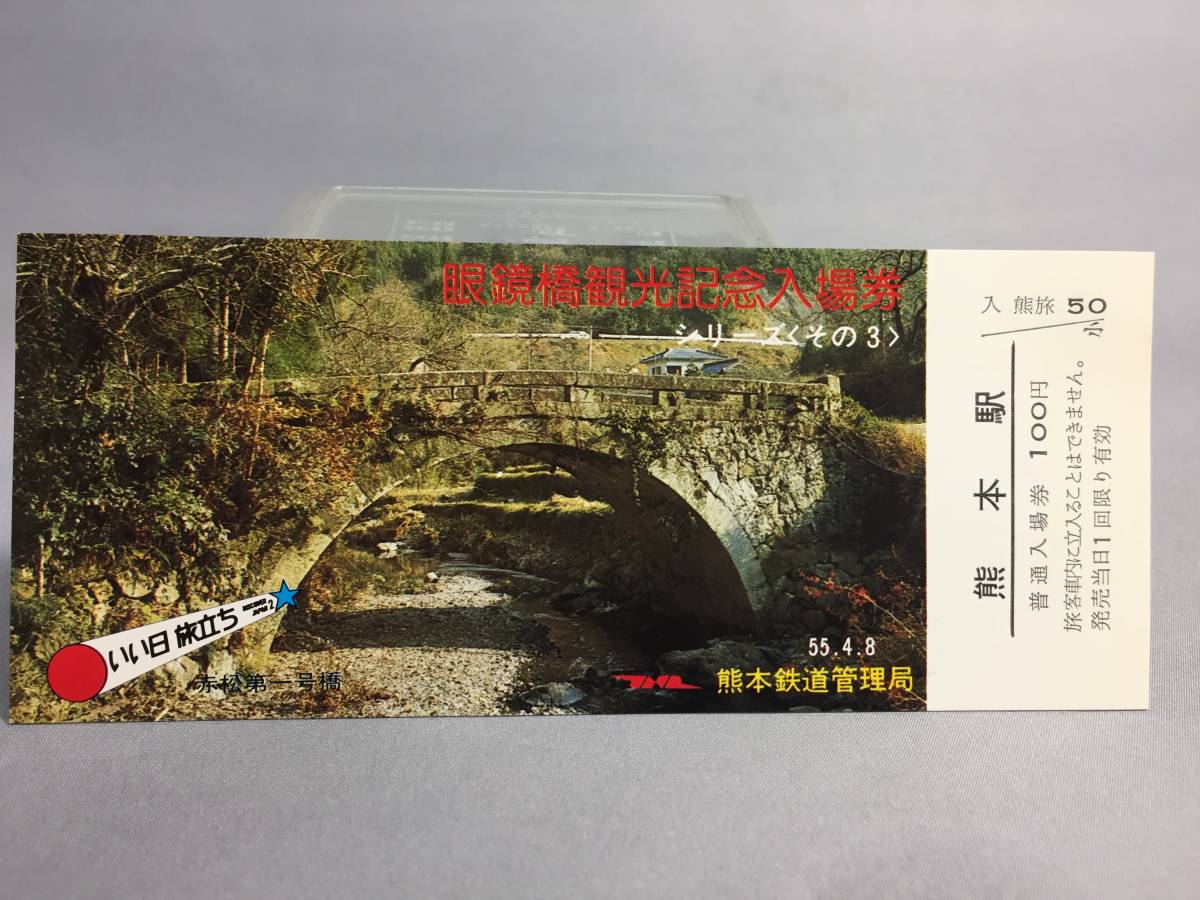 眼鏡橋観光記念入場券
シリーズ〈その3〉
いい日旅立ち
DISCOVER
JAPAN 2
赤松第一号橋
55.4.8
熊本鉄道管理局
入 熊旅 50
小
熊本駅
普通入場券 100円
旅客車内に立入ることはできません。
発売当日1回限り有効